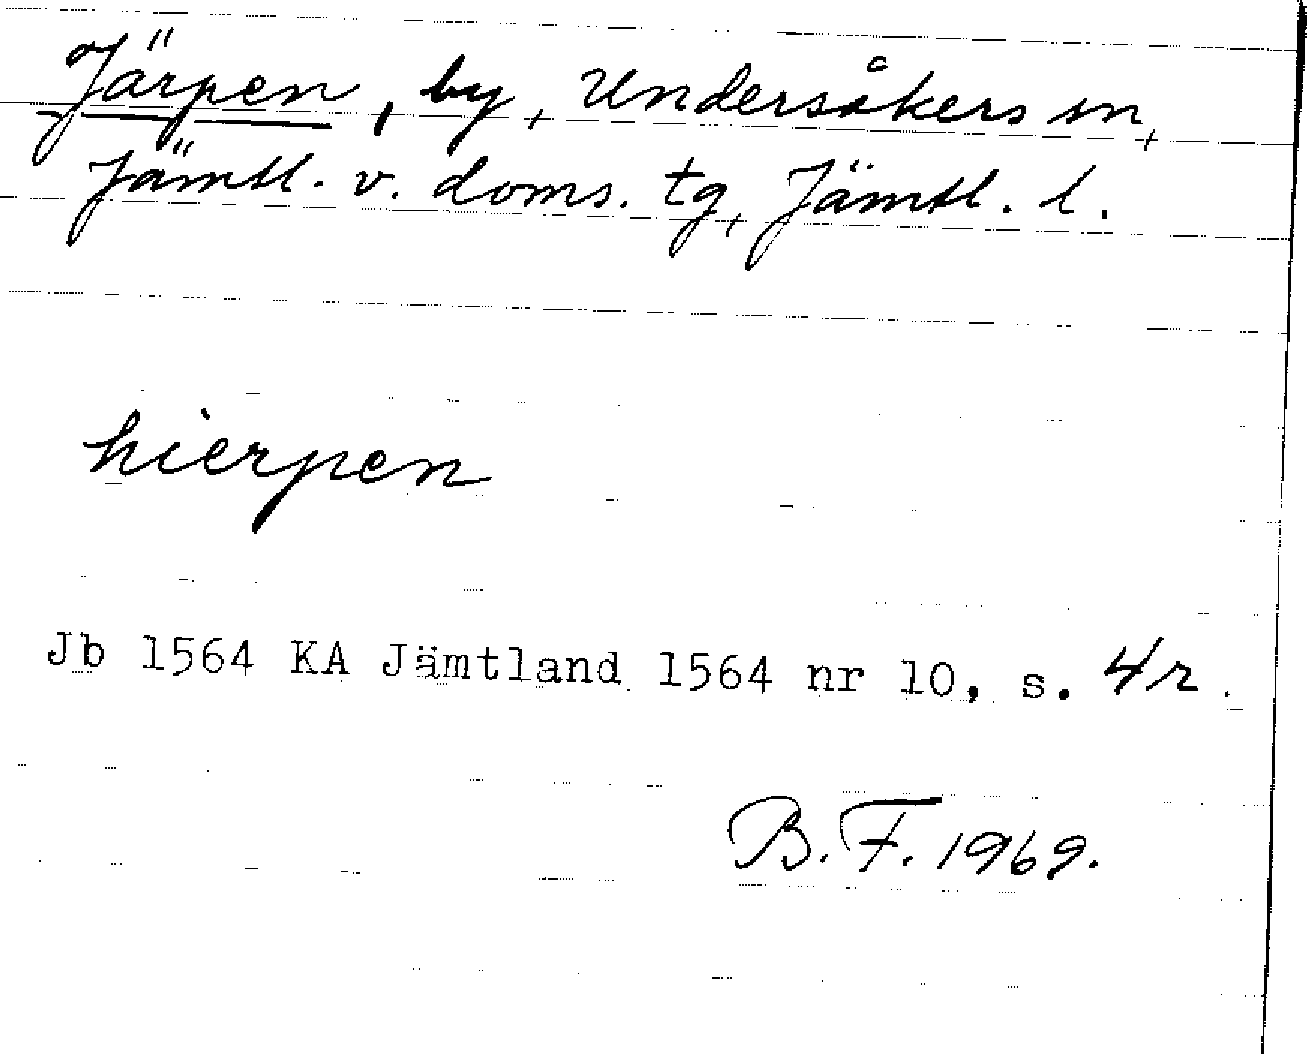 Järpen, by, Undersåkers sn,
Jämtl. v. doms. tg, Jämtl. l.
hierpen
Jb 1564 KA Jämtland 1564 nr 10, s. 4r.
B.F. 1969.